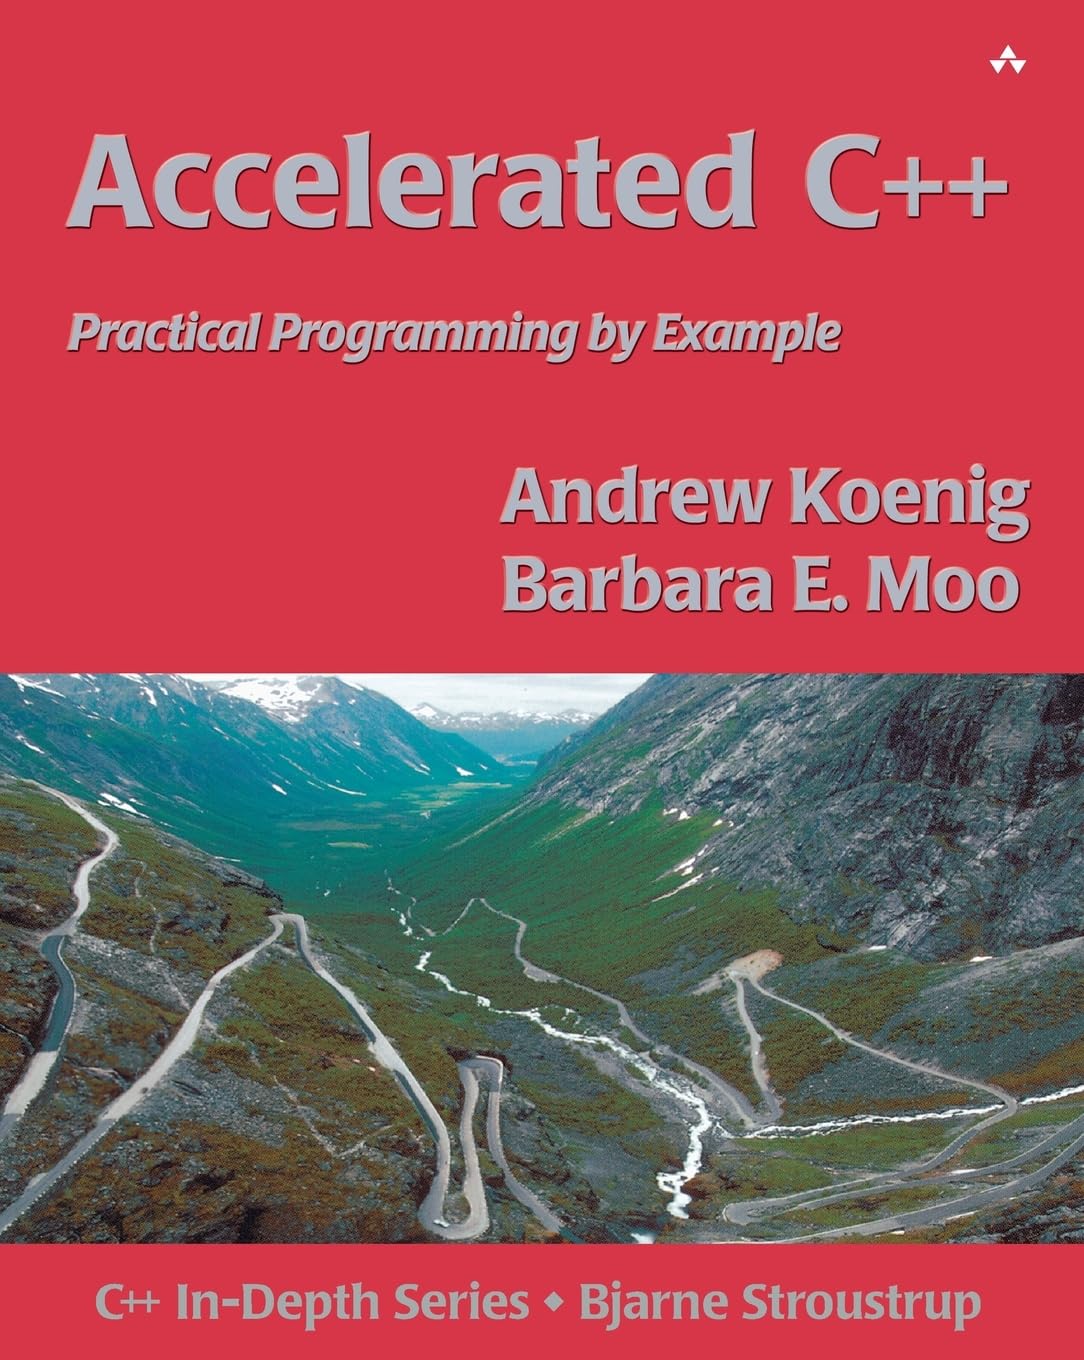 Accelerated C++
Practical Programming by Example
Andrew Koenig
Barbara E. Moo
C++ In-Depth Series ◆ Bjarne Stroustrup